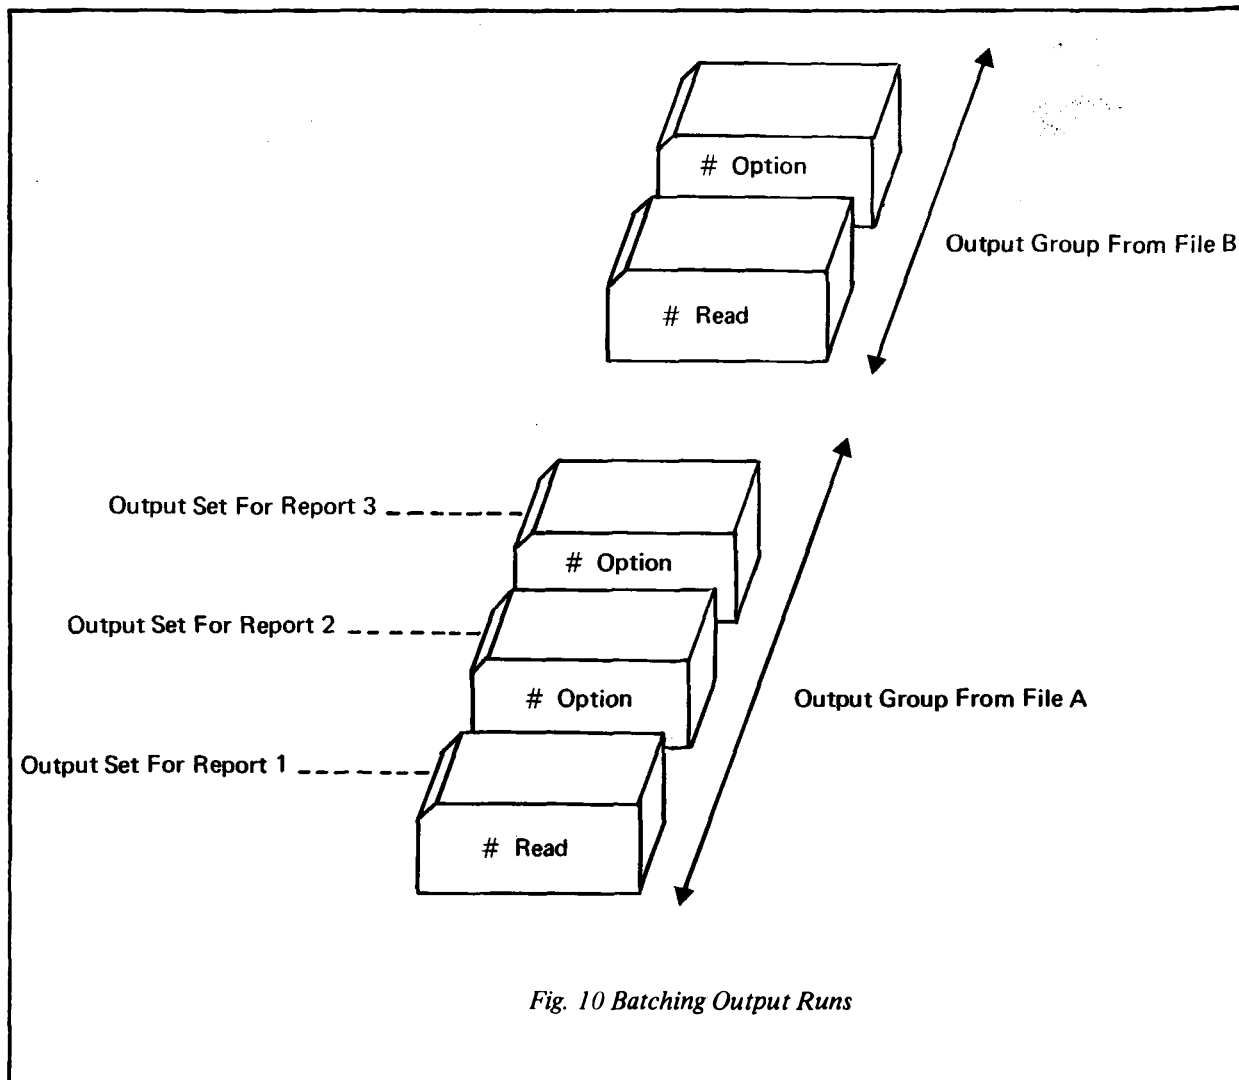 # Option
Output Group From File B
# Read
Output Set For Report 3
# Option
Output Set For Report 2
# Option
Output Group From File A
Output Set For Report 1
# Read
Fig. 10 Batching Output Runs